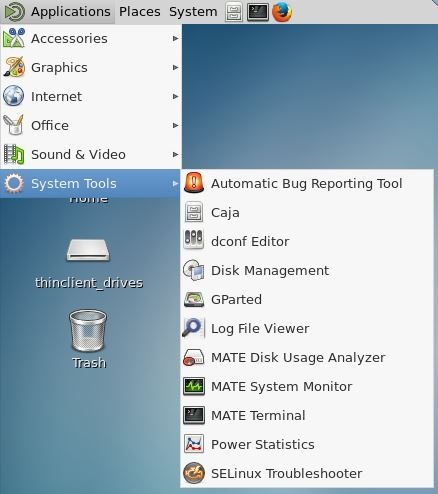 Applications Places System
Accessories
Graphics
Internet
Office
Sound & Video
System Tools
Automatic Bug Reporting Tool
Caja
dconf Editor
Disk Management
GParted
Log File Viewer
MATE Disk Usage Analyzer
MATE System Monitor
MATE Terminal
Power Statistics
SELinux Troubleshooter
Home
thinclient_drives
Trash